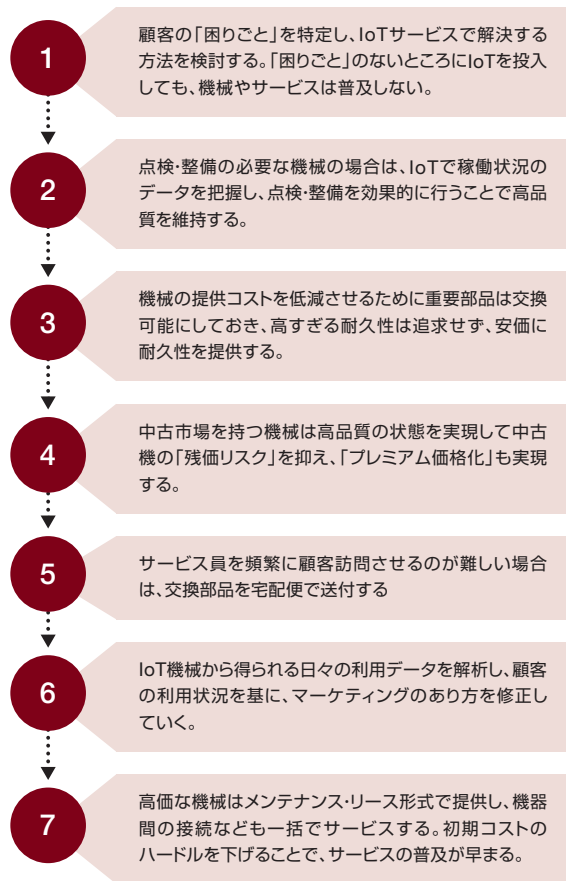 1
顧客の「困りごと」を特定し、IoTサービスで解決する
方法を検討する。「困りごと」のないところにIoTを投入
しても、機械やサービスは普及しない。
2
点検・整備の必要な機械の場合は、IoTで稼働状況の
データを把握し、点検・整備を効果的に行うことで高品
質を維持する。
3
機械の提供コストを低減させるために重要部品は交換
可能にしておき、高すぎる耐久性は追求せず、安価に
耐久性を提供する。
4
中古市場を持つ機械は高品質の状態を実現して中古
機の「残価リスク」を抑え、「プレミアム価格化」も実現
する。
5
サービス員を頻繁に顧客訪問させるのが難しい場合
は、交換部品を宅配便で送付する
6
IoT機械から得られる日々の利用データを解析し、顧客
の利用状況を基に、マーケティングのあり方を修正し
ていく。
7
高価な機械はメンテナンス・リース形式で提供し、機器
間の接続なども一括でサービスする。初期コストの
ハードルを下げることで、サービスの普及が早まる。